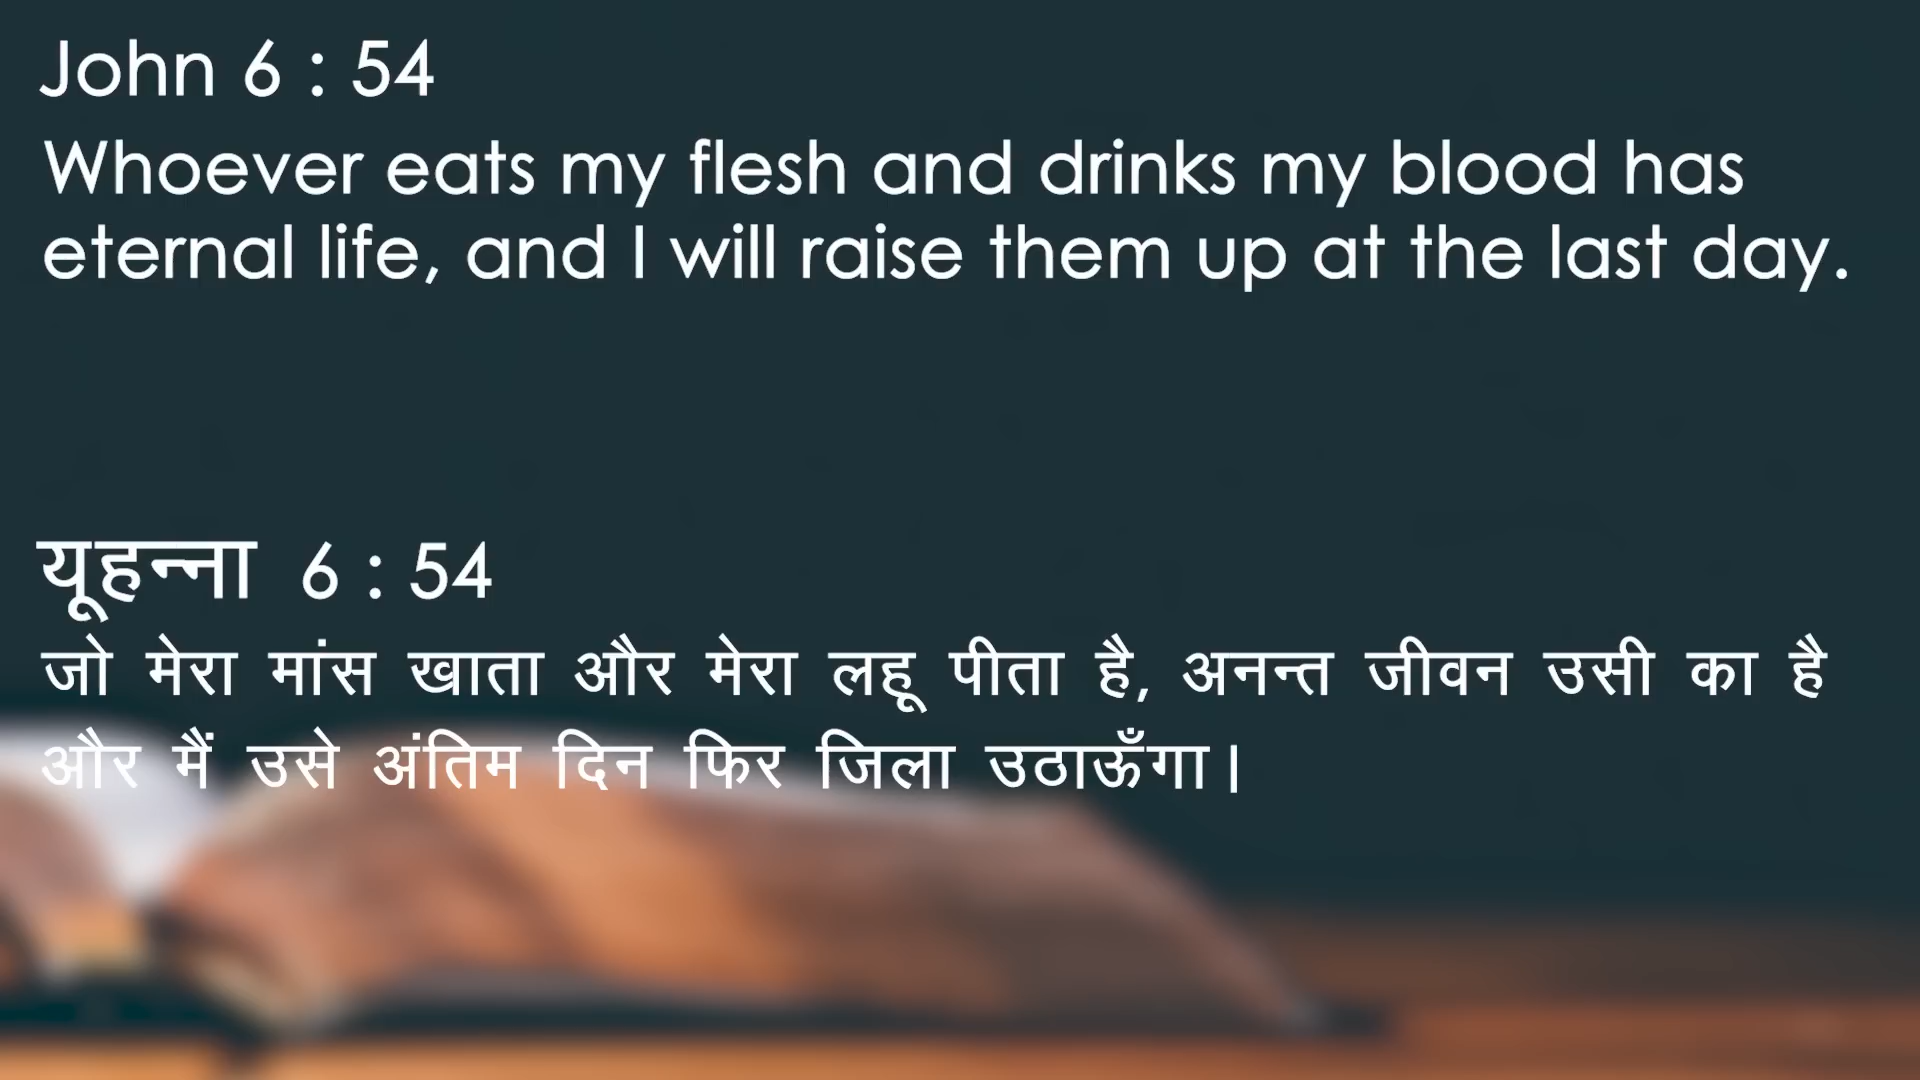 John 6 : 54
Whoever eats my flesh and drinks my blood has
eternal life, and I will raise them up at the last day.
यूहन्ना 6 : 54
जो मेरा मांस खाता और मेरा लहू पीता है, अनन्त जीवन उसी का है
और मैं उसे अंतिम दिन फिर जिला उठाऊँगा।